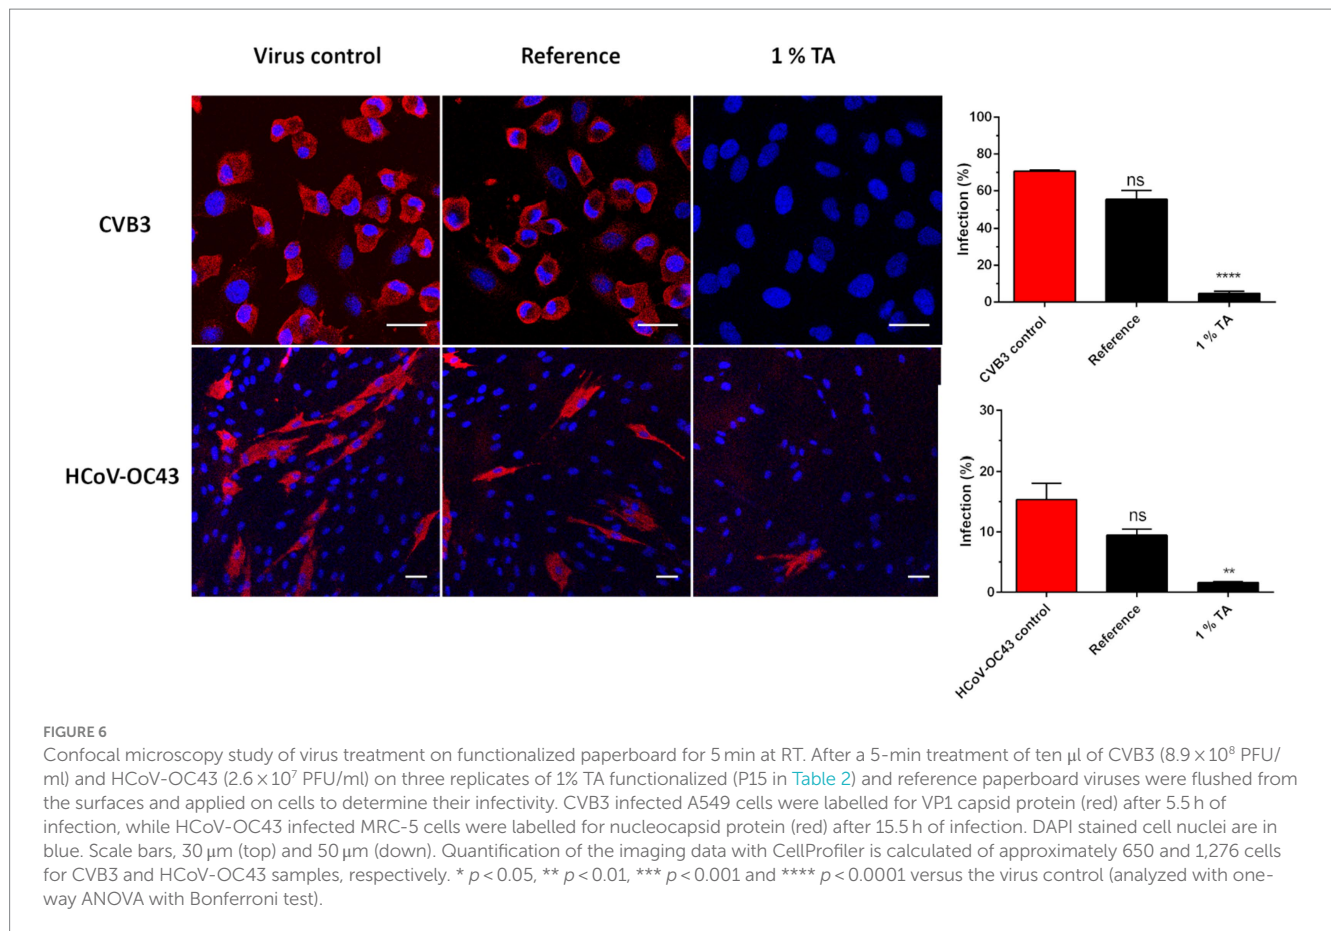 Virus control
Reference
1 % TA
CVB3
HCoV-OC43
100
80
60
40
20
0
Infection (%)
ns
****
CVB3 control
Reference
1 % TA
30
20
10
0
Infection (%)
ns
**
HCoV-OC43 control
Reference
1 % TA
FIGURE 6
Confocal microscopy study of virus treatment on functionalized paperboard for 5 min at RT. After a 5-min treatment of ten μl of CVB3 (8.9 × 10⁸ PFU/
ml) and HCoV-OC43 (2.6 × 10⁷ PFU/ml) on three replicates of 1% TA functionalized (P15 in Table 2) and reference paperboard viruses were flushed from
the surfaces and applied on cells to determine their infectivity. CVB3 infected A549 cells were labelled for VP1 capsid protein (red) after 5.5 h of
infection, while HCoV-OC43 infected MRC-5 cells were labelled for nucleocapsid protein (red) after 15.5 h of infection. DAPI stained cell nuclei are in
blue. Scale bars, 30 μm (top) and 50 μm (down). Quantification of the imaging data with CellProfiler is calculated of approximately 650 and 1,276 cells
for CVB3 and HCoV-OC43 samples, respectively. * p < 0.05, ** p < 0.01, *** p < 0.001 and **** p < 0.0001 versus the virus control (analyzed with one-
way ANOVA with Bonferroni test).